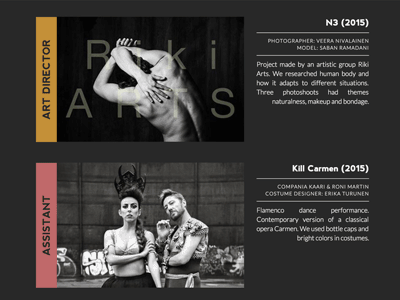 ART DIRECTOR
Riki
ARTS
N3 (2015)
PHOTOGRAPHER: VEERA NIVALAINEN
MODEL: SABAN RAMADANI
Project made by an artistic group Riki
Arts. We researched human body and
how it adapts to different situations.
Three photoshoots had themes
naturalness, makeup and bondage.
ASSISTANT
Kill Carmen (2015)
COMPANIA KAARI & RONI MARTIN
COSTUME DESIGNER: ERIKA TURUNEN
Flamenco dance performance.
Contemporary version of a classical
opera Carmen. We used bottle caps and
bright colors in costumes.